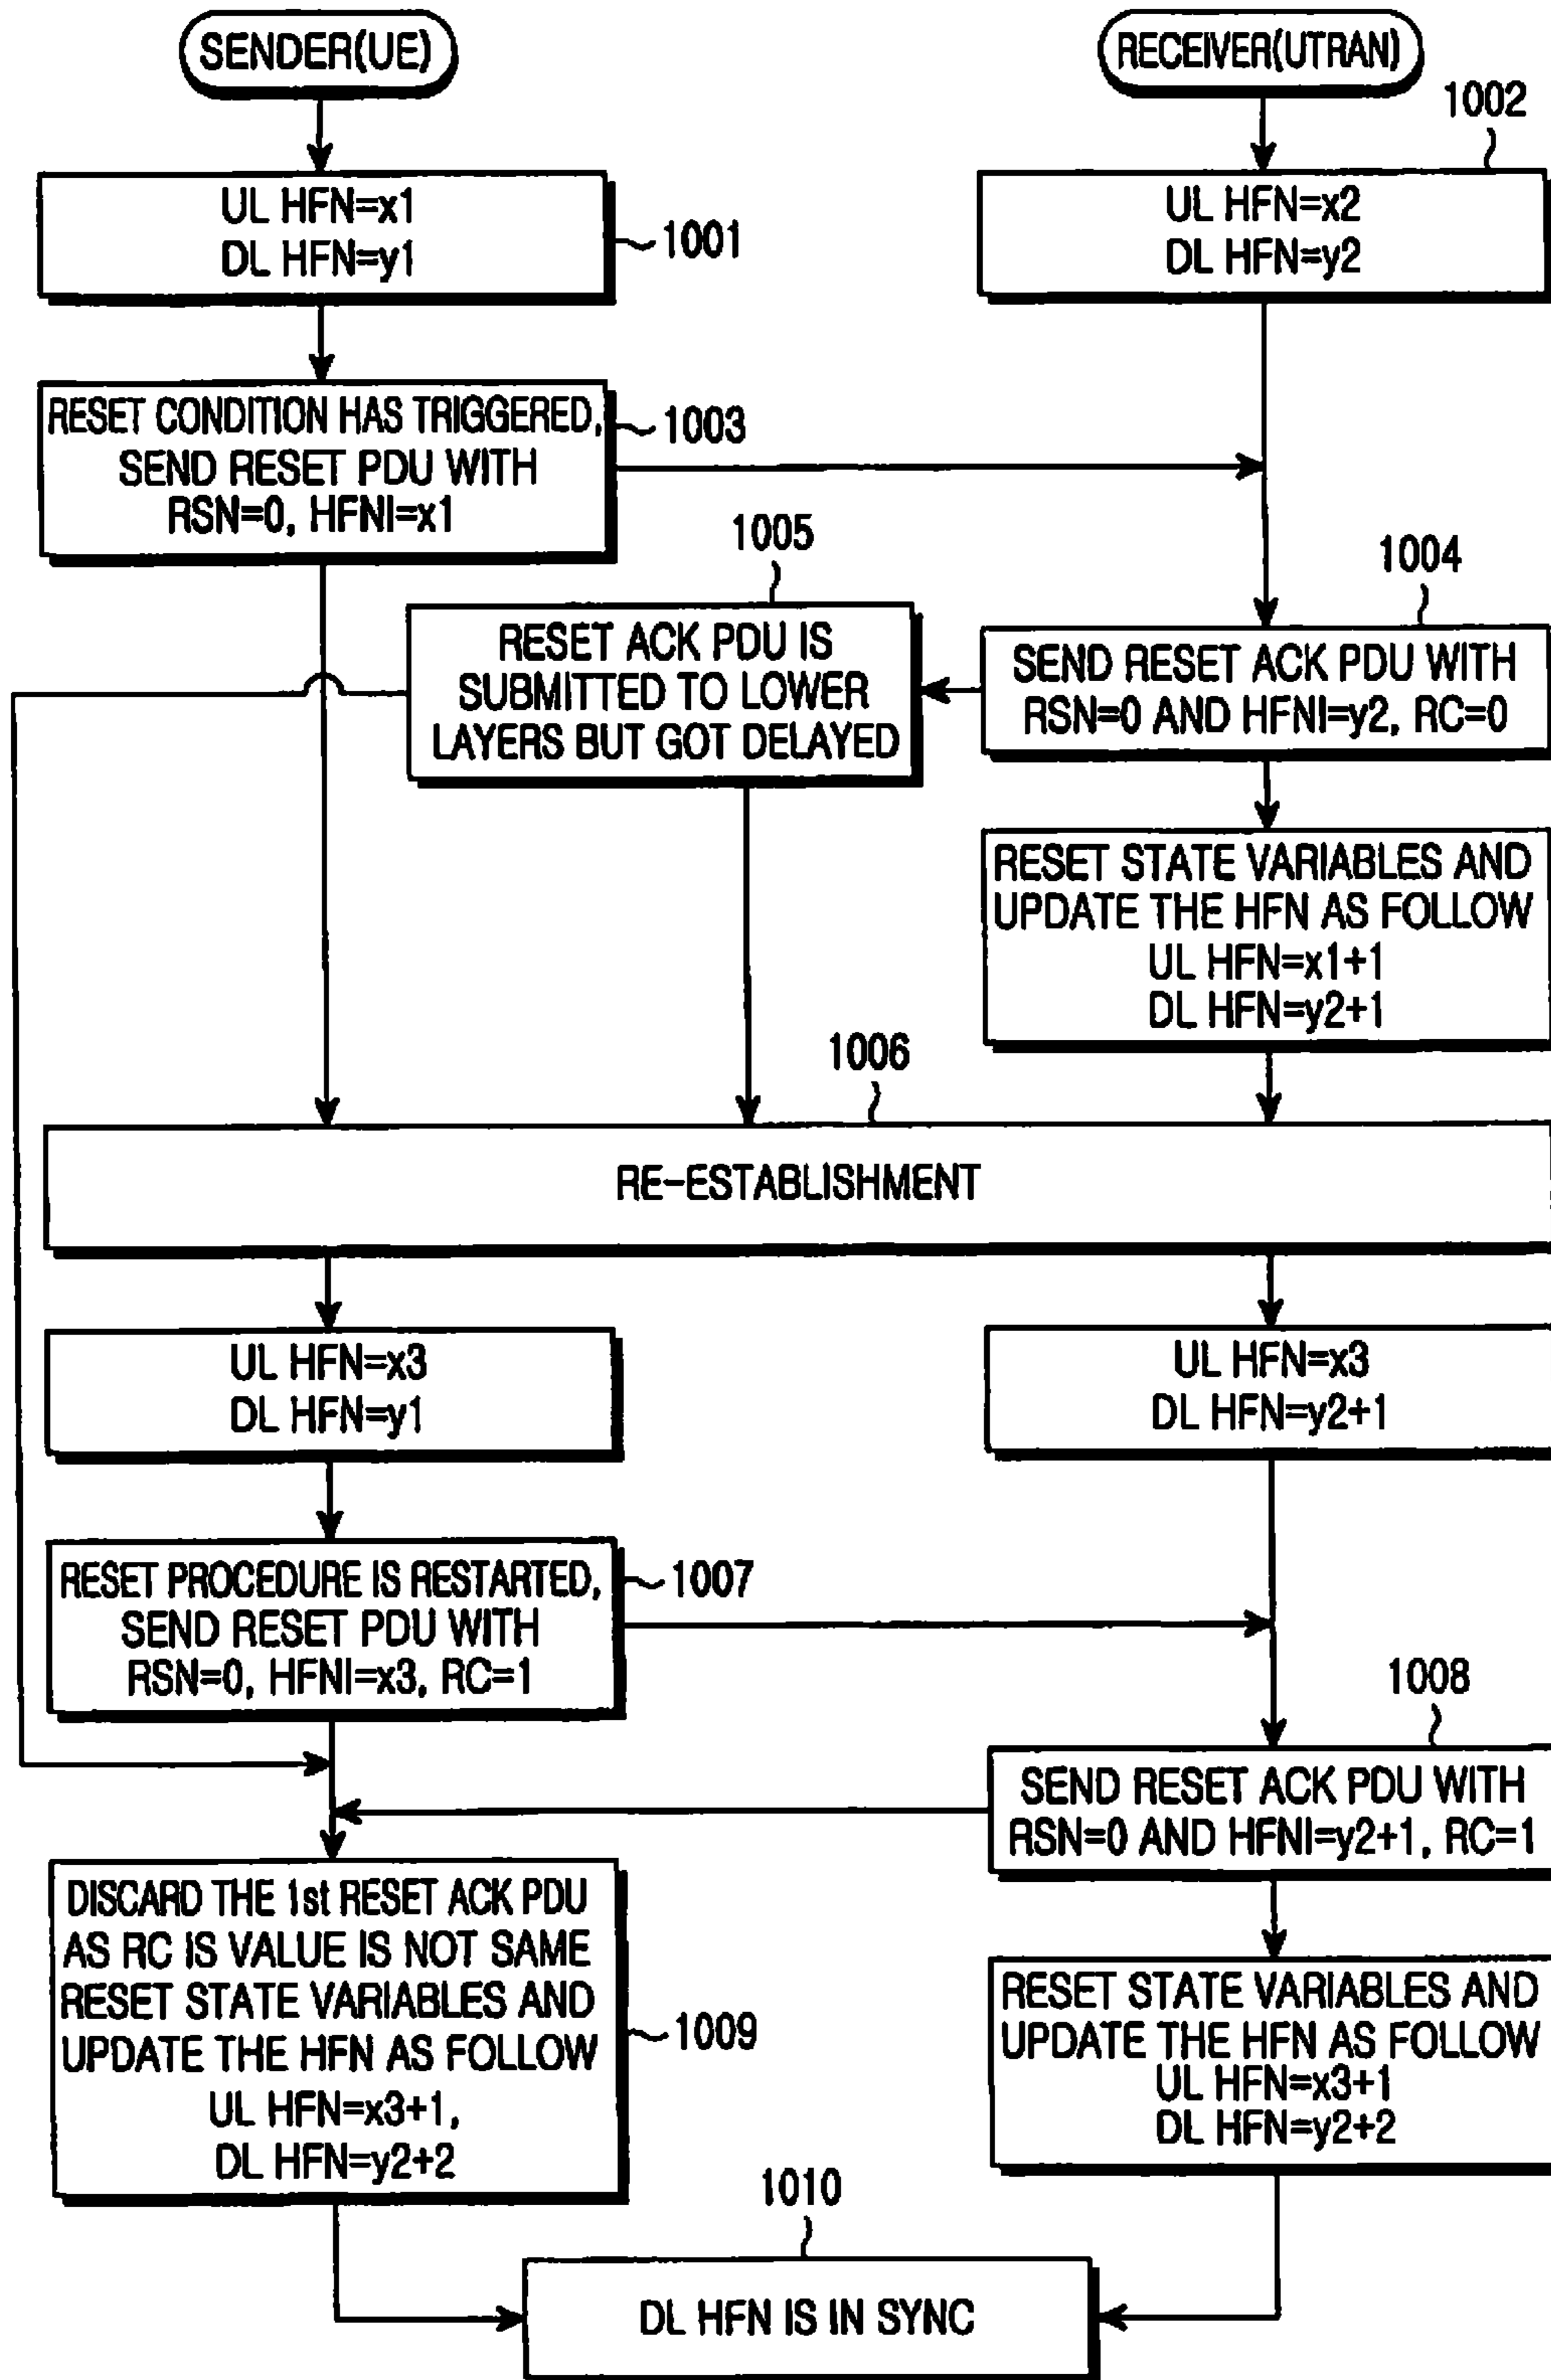 SENDER(UE)
RECEIVER(UTRAN)
1002
UL HFN=x1
DL HFN=y1
1001
UL HFN=x2
DL HFN=y2
RESET CONDITION HAS TRIGGERED,
SEND RESET PDU WITH
RSN=0, HFNI=x1
1003
1005
RESET ACK PDU IS
SUBMITTED TO LOWER
LAYERS BUT GOT DELAYED
1004
SEND RESET ACK PDU WITH
RSN=0 AND HFNI=y2, RC=0
RESET STATE VARIABLES AND
UPDATE THE HFN AS FOLLOW
UL HFN=x1+1
DL HFN=y2+1
1006
RE-ESTABLISHMENT
UL HFN=x3
DL HFN=y1
UL HFN=x3
DL HFN=y2+1
RESET PROCEDURE IS RESTARTED,
SEND RESET PDU WITH
RSN=0, HFNI=x3, RC=1
1007
1008
SEND RESET ACK PDU WITH
RSN=0 AND HFNI=y2+1, RC=1
DISCARD THE 1st RESET ACK PDU
AS RC IS VALUE IS NOT SAME
RESET STATE VARIABLES AND
UPDATE THE HFN AS FOLLOW
UL HFN=x3+1,
DL HFN=y2+2
1009
RESET STATE VARIABLES AND
UPDATE THE HFN AS FOLLOW
UL HFN=x3+1
DL HFN=y2+2
1010
DL HFN IS IN SYNC